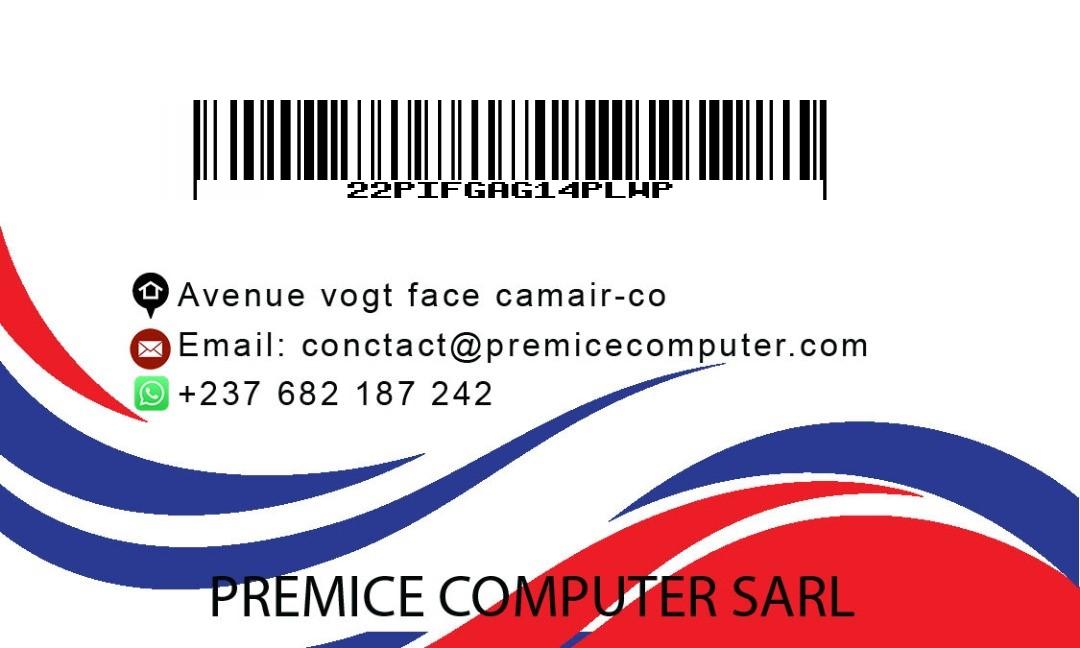 22PIFGAG14PLWP
Avenue vogt face camair-co
Email: conctact@premicecomputer.com
+237 682 187 242
PREMICE COMPUTER SARL